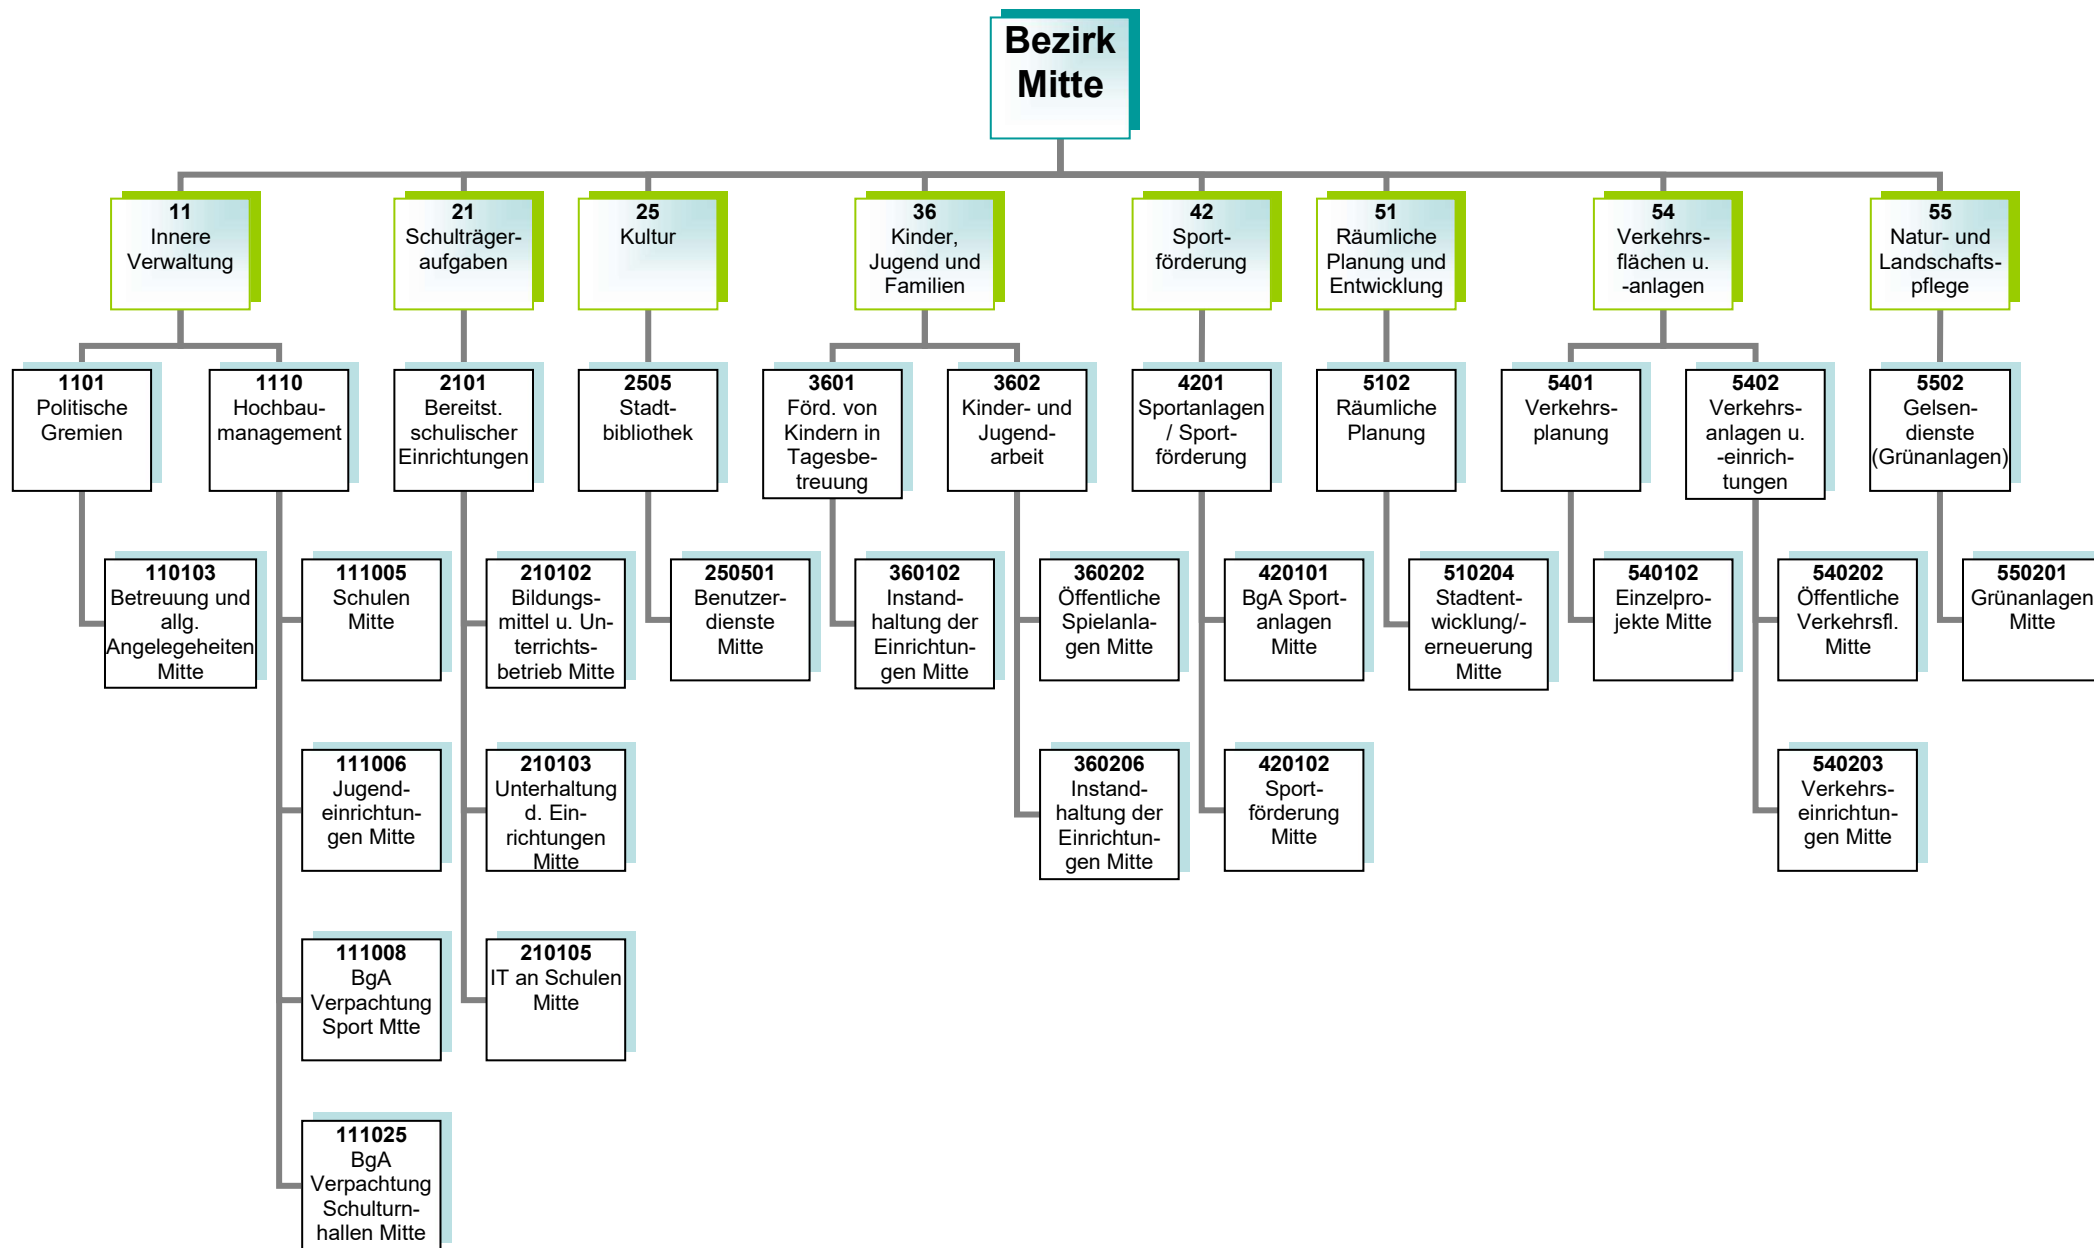 Bezirk
Mitte
11
Innere
Verwaltung
21
Schulträger-
aufgaben
25
Kultur
36
Kinder,
Jugend und
Familien
42
Sport-
förderung
51
Räumliche
Planung und
Entwicklung
54
Verkehrs-
flächen u.
-anlagen
55
Natur- und
Landschafts-
pflege
1101
Politische
Gremien
1110
Hochbau-
management
2101
Bereitst.
schulischer
Einrichtungen
2505
Stadt-
bibliothek
3601
Förd. von
Kindern in
Tagesbe-
treuung
3602
Kinder- und
Jugend-
arbeit
4201
Sportanlagen
/ Sport-
förderung
5102
Räumliche
Planung
5401
Verkehrs-
planung
5402
Verkehrs-
anlagen u.
-einrich-
tungen
5502
Gelsen-
dienste
(Grünanlagen)
110103
Betreuung und
allg.
Angelegeheiten
Mitte
111005
Schulen
Mitte
210102
Bildungs-
mittel u. Un-
terrichts-
betrieb Mitte
250501
Benutzer-
dienste
Mitte
360102
Instand-
haltung der
Einrichtun-
gen Mitte
360202
Öffentliche
Spielanla-
gen Mitte
420101
BgA Sport-
anlagen
Mitte
510204
Stadtent-
wicklung/-
erneuerung
Mitte
540102
Einzelpro-
jekte Mitte
540202
Öffentliche
Verkehrsfl.
Mitte
550201
Grünanlagen
Mitte
111006
Jugend-
einrichtun-
gen Mitte
210103
Unterhaltung
d. Ein-
richtungen
Mitte
360206
Instand-
haltung der
Einrichtun-
gen Mitte
420102
Sport-
förderung
Mitte
540203
Verkehrs-
einrichtun-
gen Mitte
111008
BgA
Verpachtung
Sport Mtte
210105
IT an Schulen
Mitte
111025
BgA
Verpachtung
Schulturn-
hallen Mitte